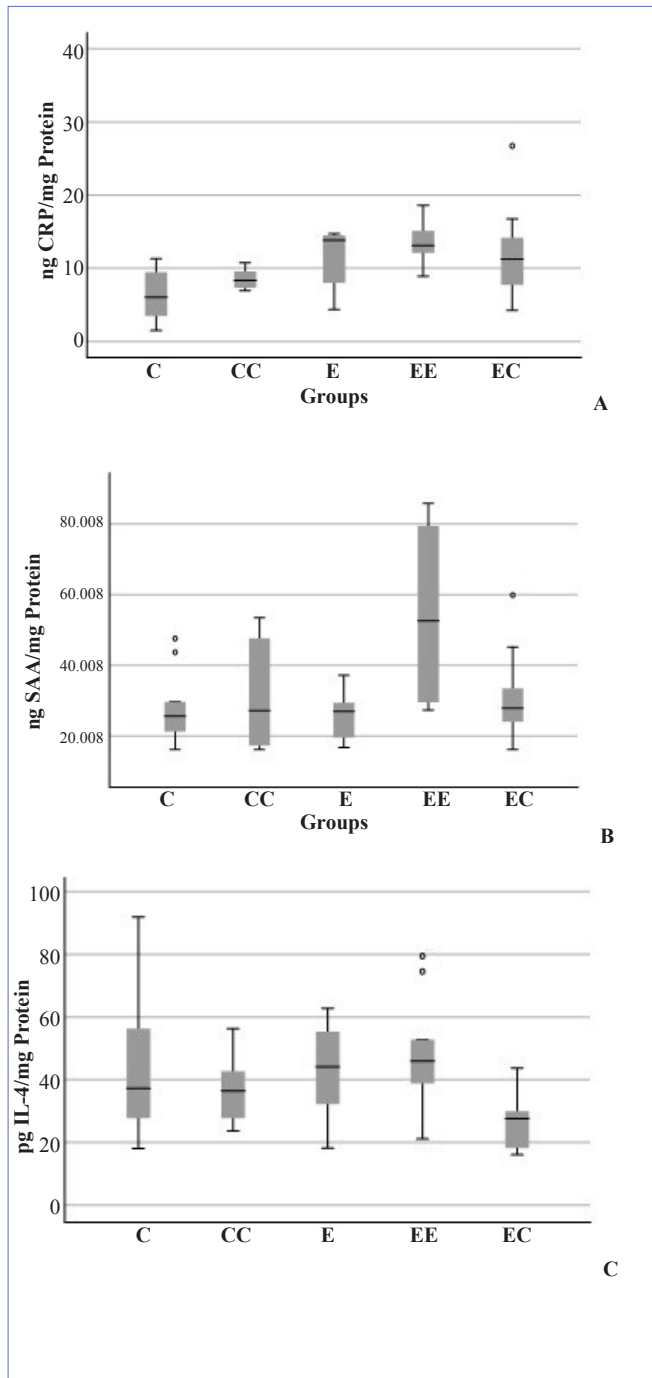 40
30
20
10
0
ng CRP/mg Protein
C CC E EE EC
Groups
A
80.008
60.008
40.008
20.008
ng SAA/mg Protein
C CC E EE EC
Groups
B
100
80
60
40
20
0
pg IL-4/mg Protein
C CC E EE EC
C